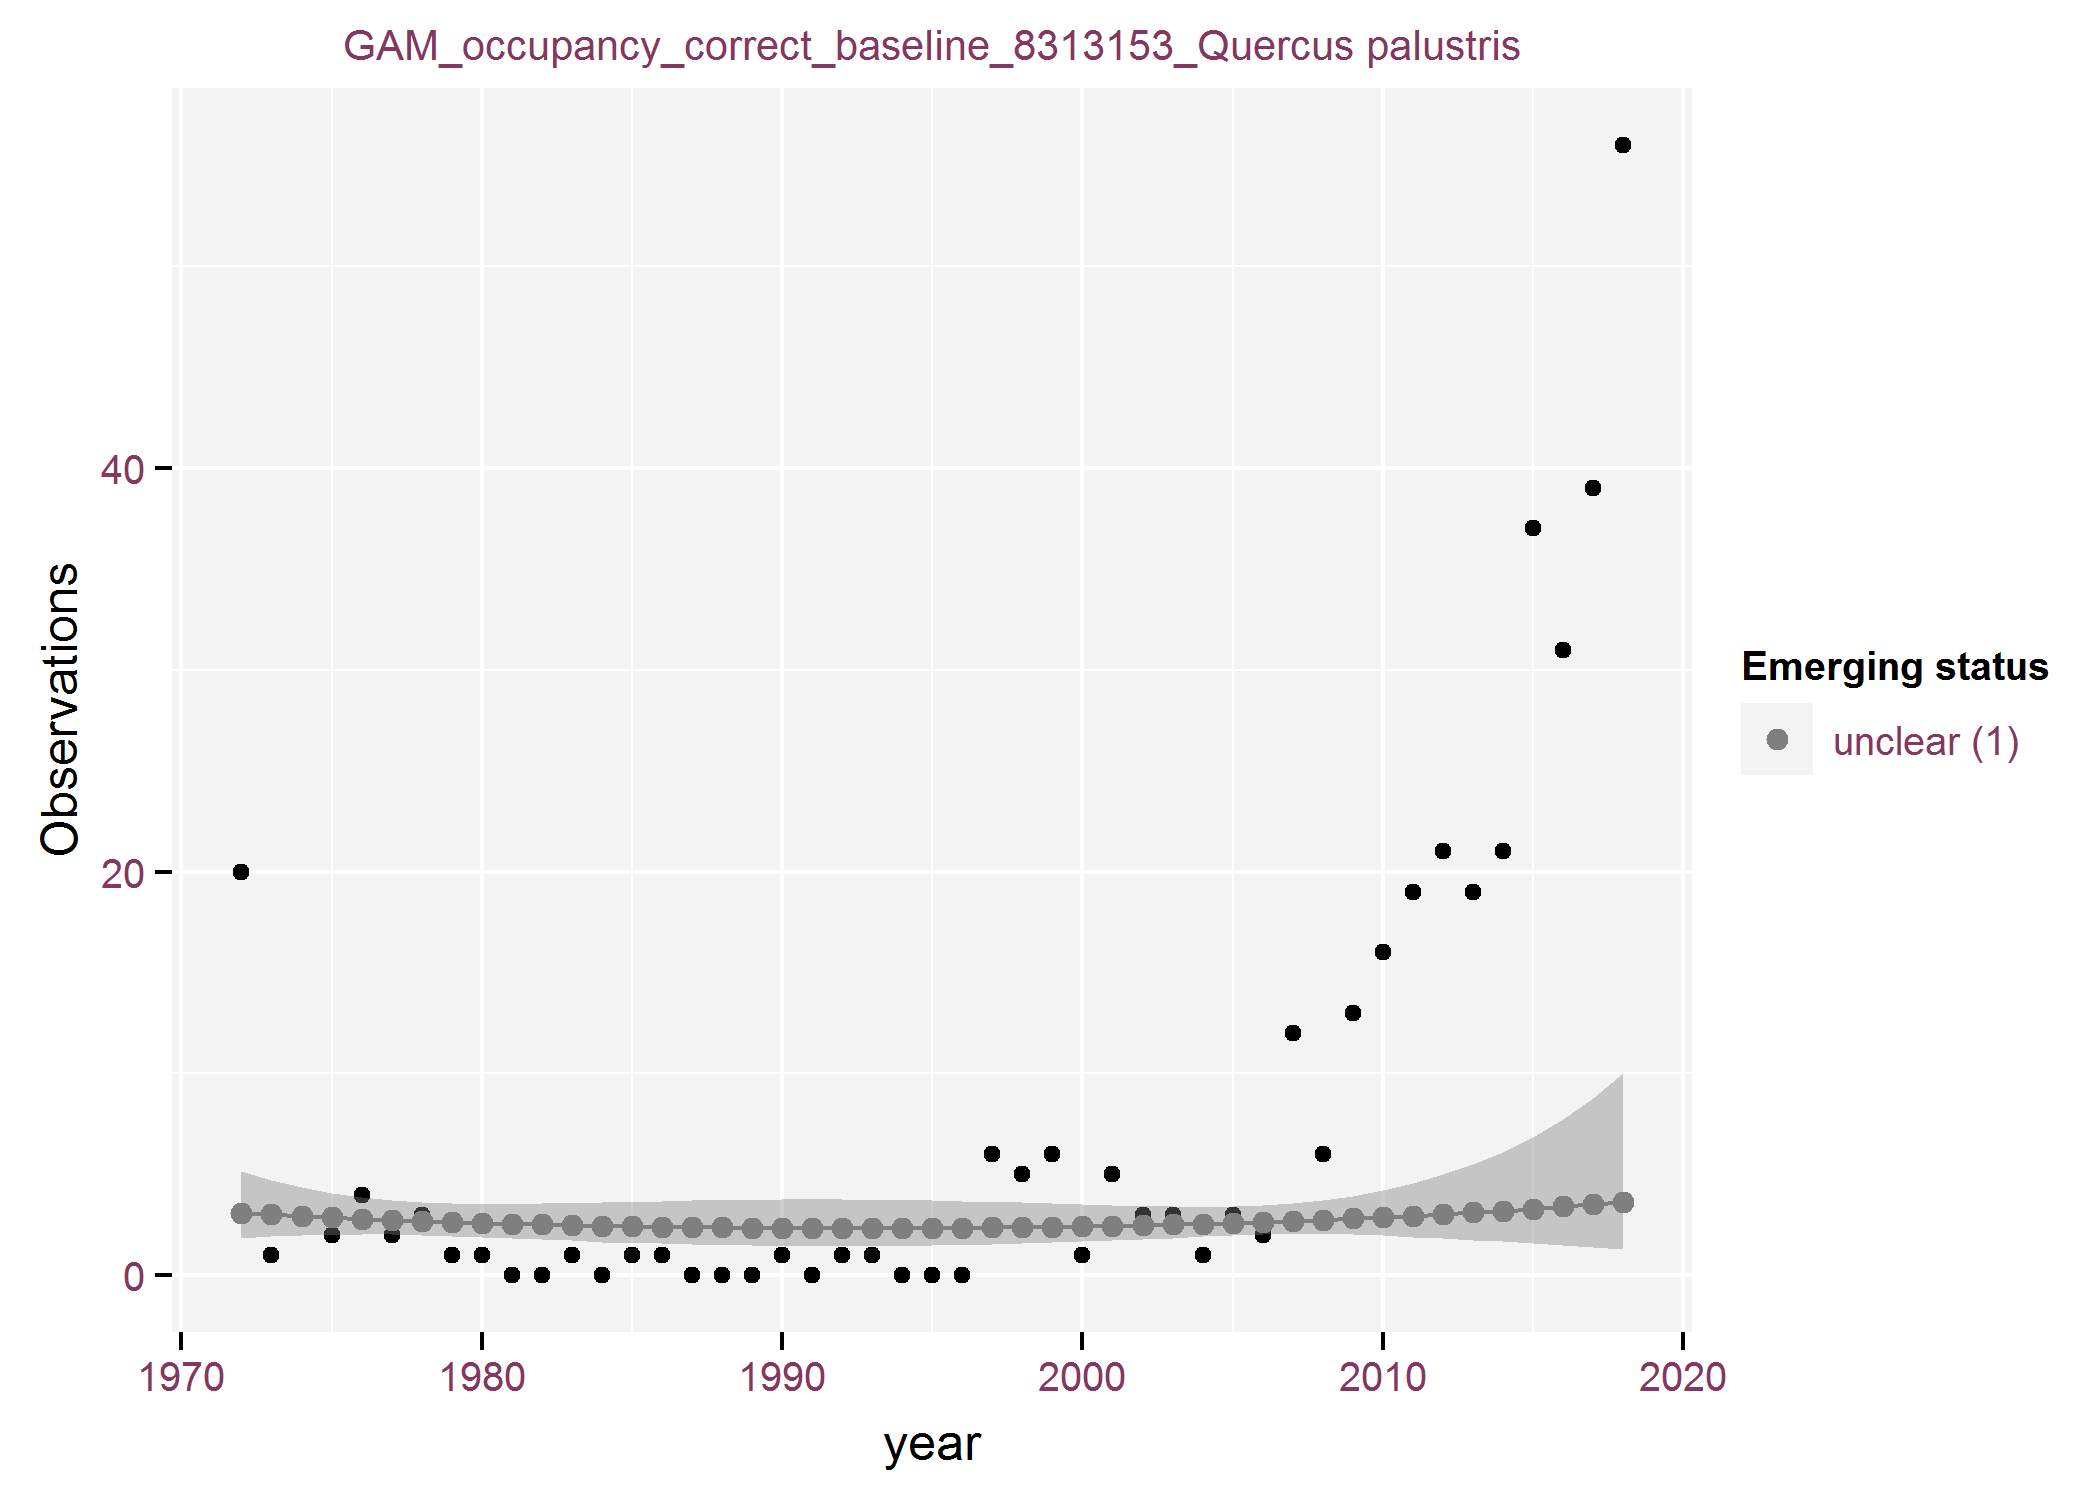 GAM_occupancy_correct_baseline_8313153_Quercus palustris
Observations
40
20
0
1970 1980 1990 2000 2010 2020
year
Emerging status
unclear (1)